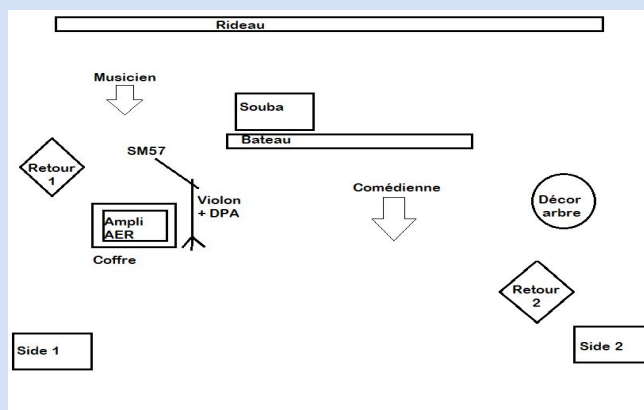 Rideau
Musicien
Souba
SM57
Bateau
Retour
1
Violon
+ DPA
Comédienne
Décor
arbre
Ampli
AER
Coffre
Retour
2
Side 1
Side 2